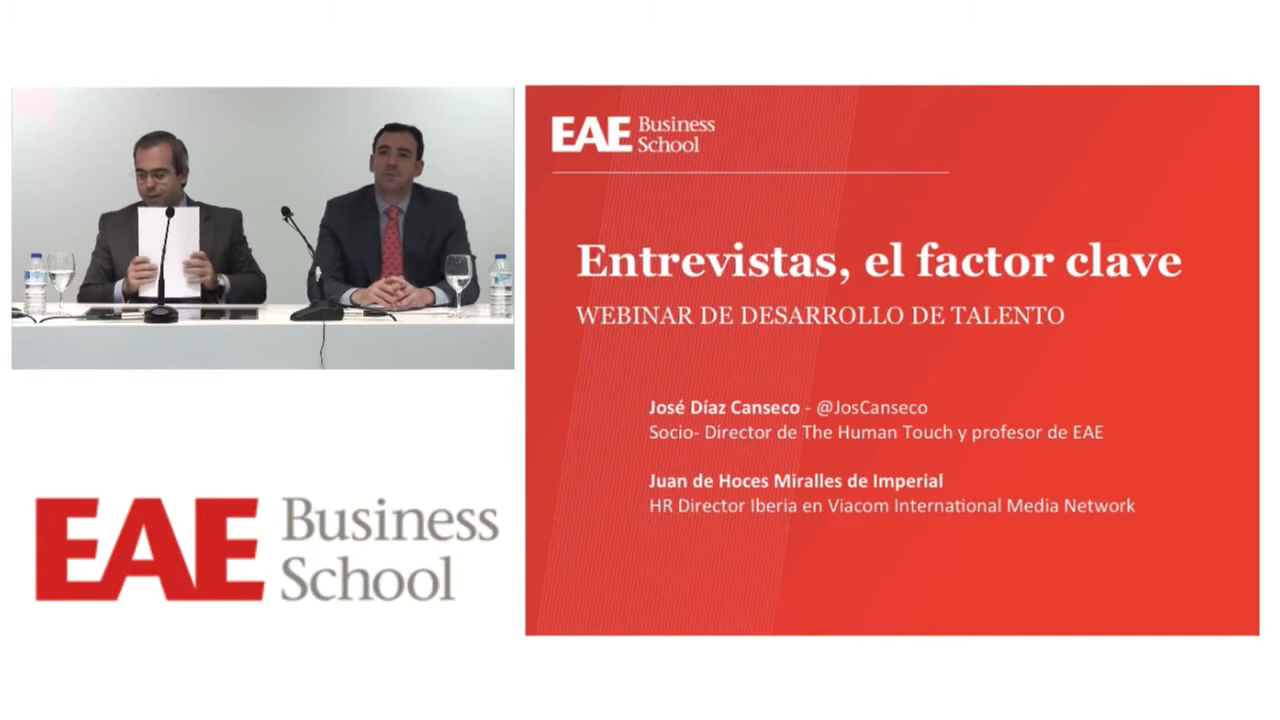 EAE Business
School
Entrevistas, el factor clave
WEBINAR DE DESARROLLO DE TALENTO
José Díaz Canseco - @JosCanseco
Socio- Director de The Human Touch y profesor de EAE
Juan de Hoces Miralles de Imperial
HR Director Iberia en Viacom International Media Network
EAE Business
School